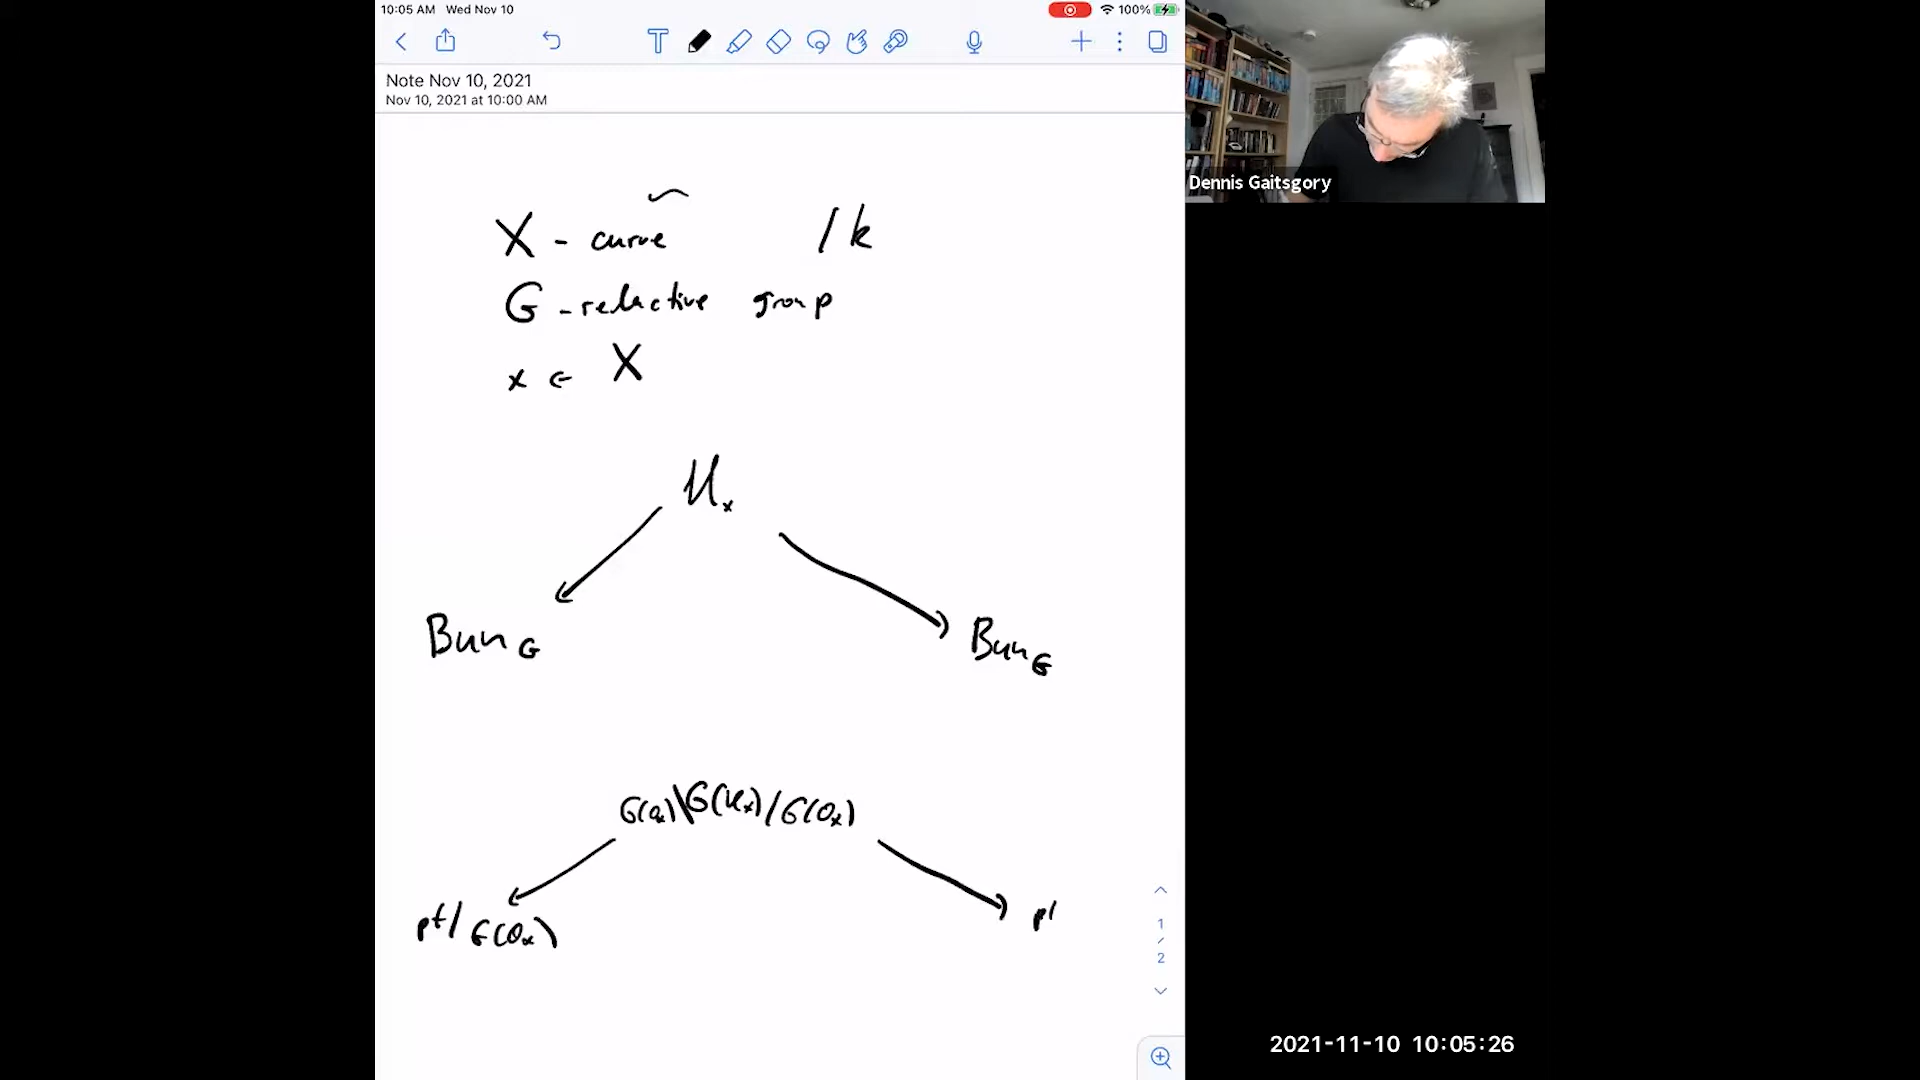 10:05 AM Wed Nov 10 100%
Note Nov 10, 2021
Nov 10, 2021 at 10:00 AM
Dennis Gaitsgory
X - curve /k
G - reductive group
x ∈ X
H_x
Bun_G Bun_G
G(O_x)\G(K_x)/G(O_x)
pt/G(O_x) pt
1
/
2
2021-11-10 10:05:26